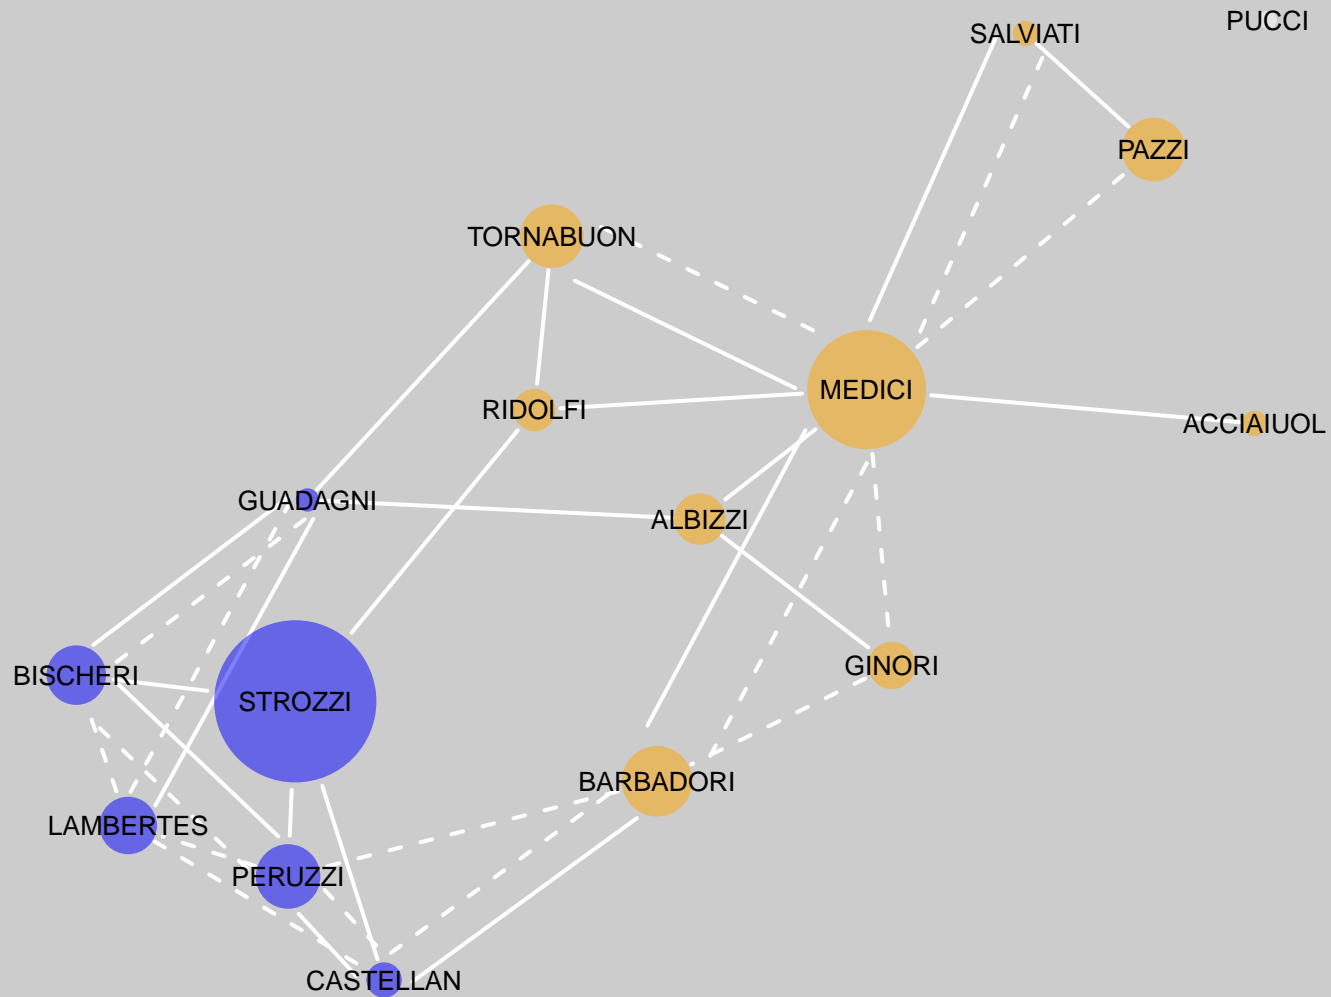 PUCCI
SALVIATI
PAZZI
TORNABUON
MEDICI
RIDOLFI
ACCIAIUOL
GUADAGNI
ALBIZZI
GINORI
BISCHERI
STROZZI
BARBADORI
LAMBERTES
PERUZZI
CASTELLAN